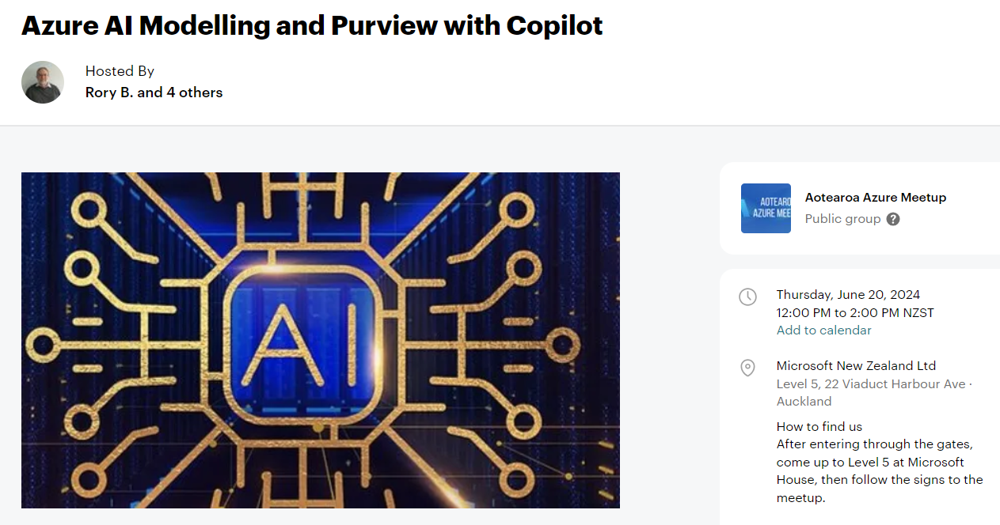 Azure AI Modelling and Purview with Copilot
Hosted By
Rory B. and 4 others
AI
AOTEARO
AZURE MEE
Aotearoa Azure Meetup
Public group ?
Thursday, June 20, 2024
12:00 PM to 2:00 PM NZST
Add to calendar
Microsoft New Zealand Ltd
Level 5, 22 Viaduct Harbour Ave ·
Auckland
How to find us
After entering through the gates,
come up to Level 5 at Microsoft
House, then follow the signs to the
meetup.